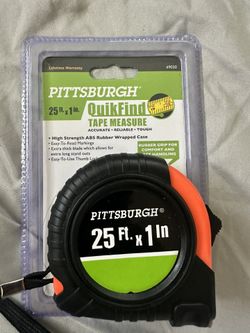 Lifetime Warranty
69030
PITTSBURGH®
25 Ft. x 1 In
QuikFind
TAPE MEASURE
ACCURATE • RELIABLE • TOUGH
• High Strength ABS Rubber Wrapped Case
• Easy-To-Read Markings
• Extra thick blade which allows for
extra long stand outs
• Easy-To-Use Thumb Lock
RUBBER GRIP FOR
COMFORT AND
EASY HANDLING
PITTSBURGH®
25 Ft. x 1 In